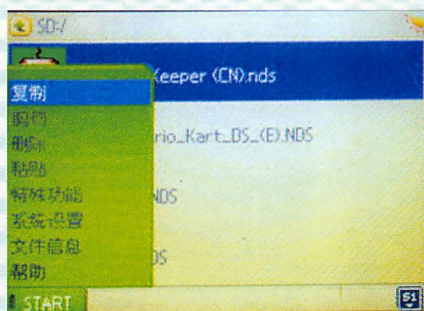 SD:/
Keeper (CN).nds
复制
剪切
删除
rio_Kart_DS_(E).NDS
粘贴
特殊功能
NDS
系统设置
文件信息
DS
帮助
START